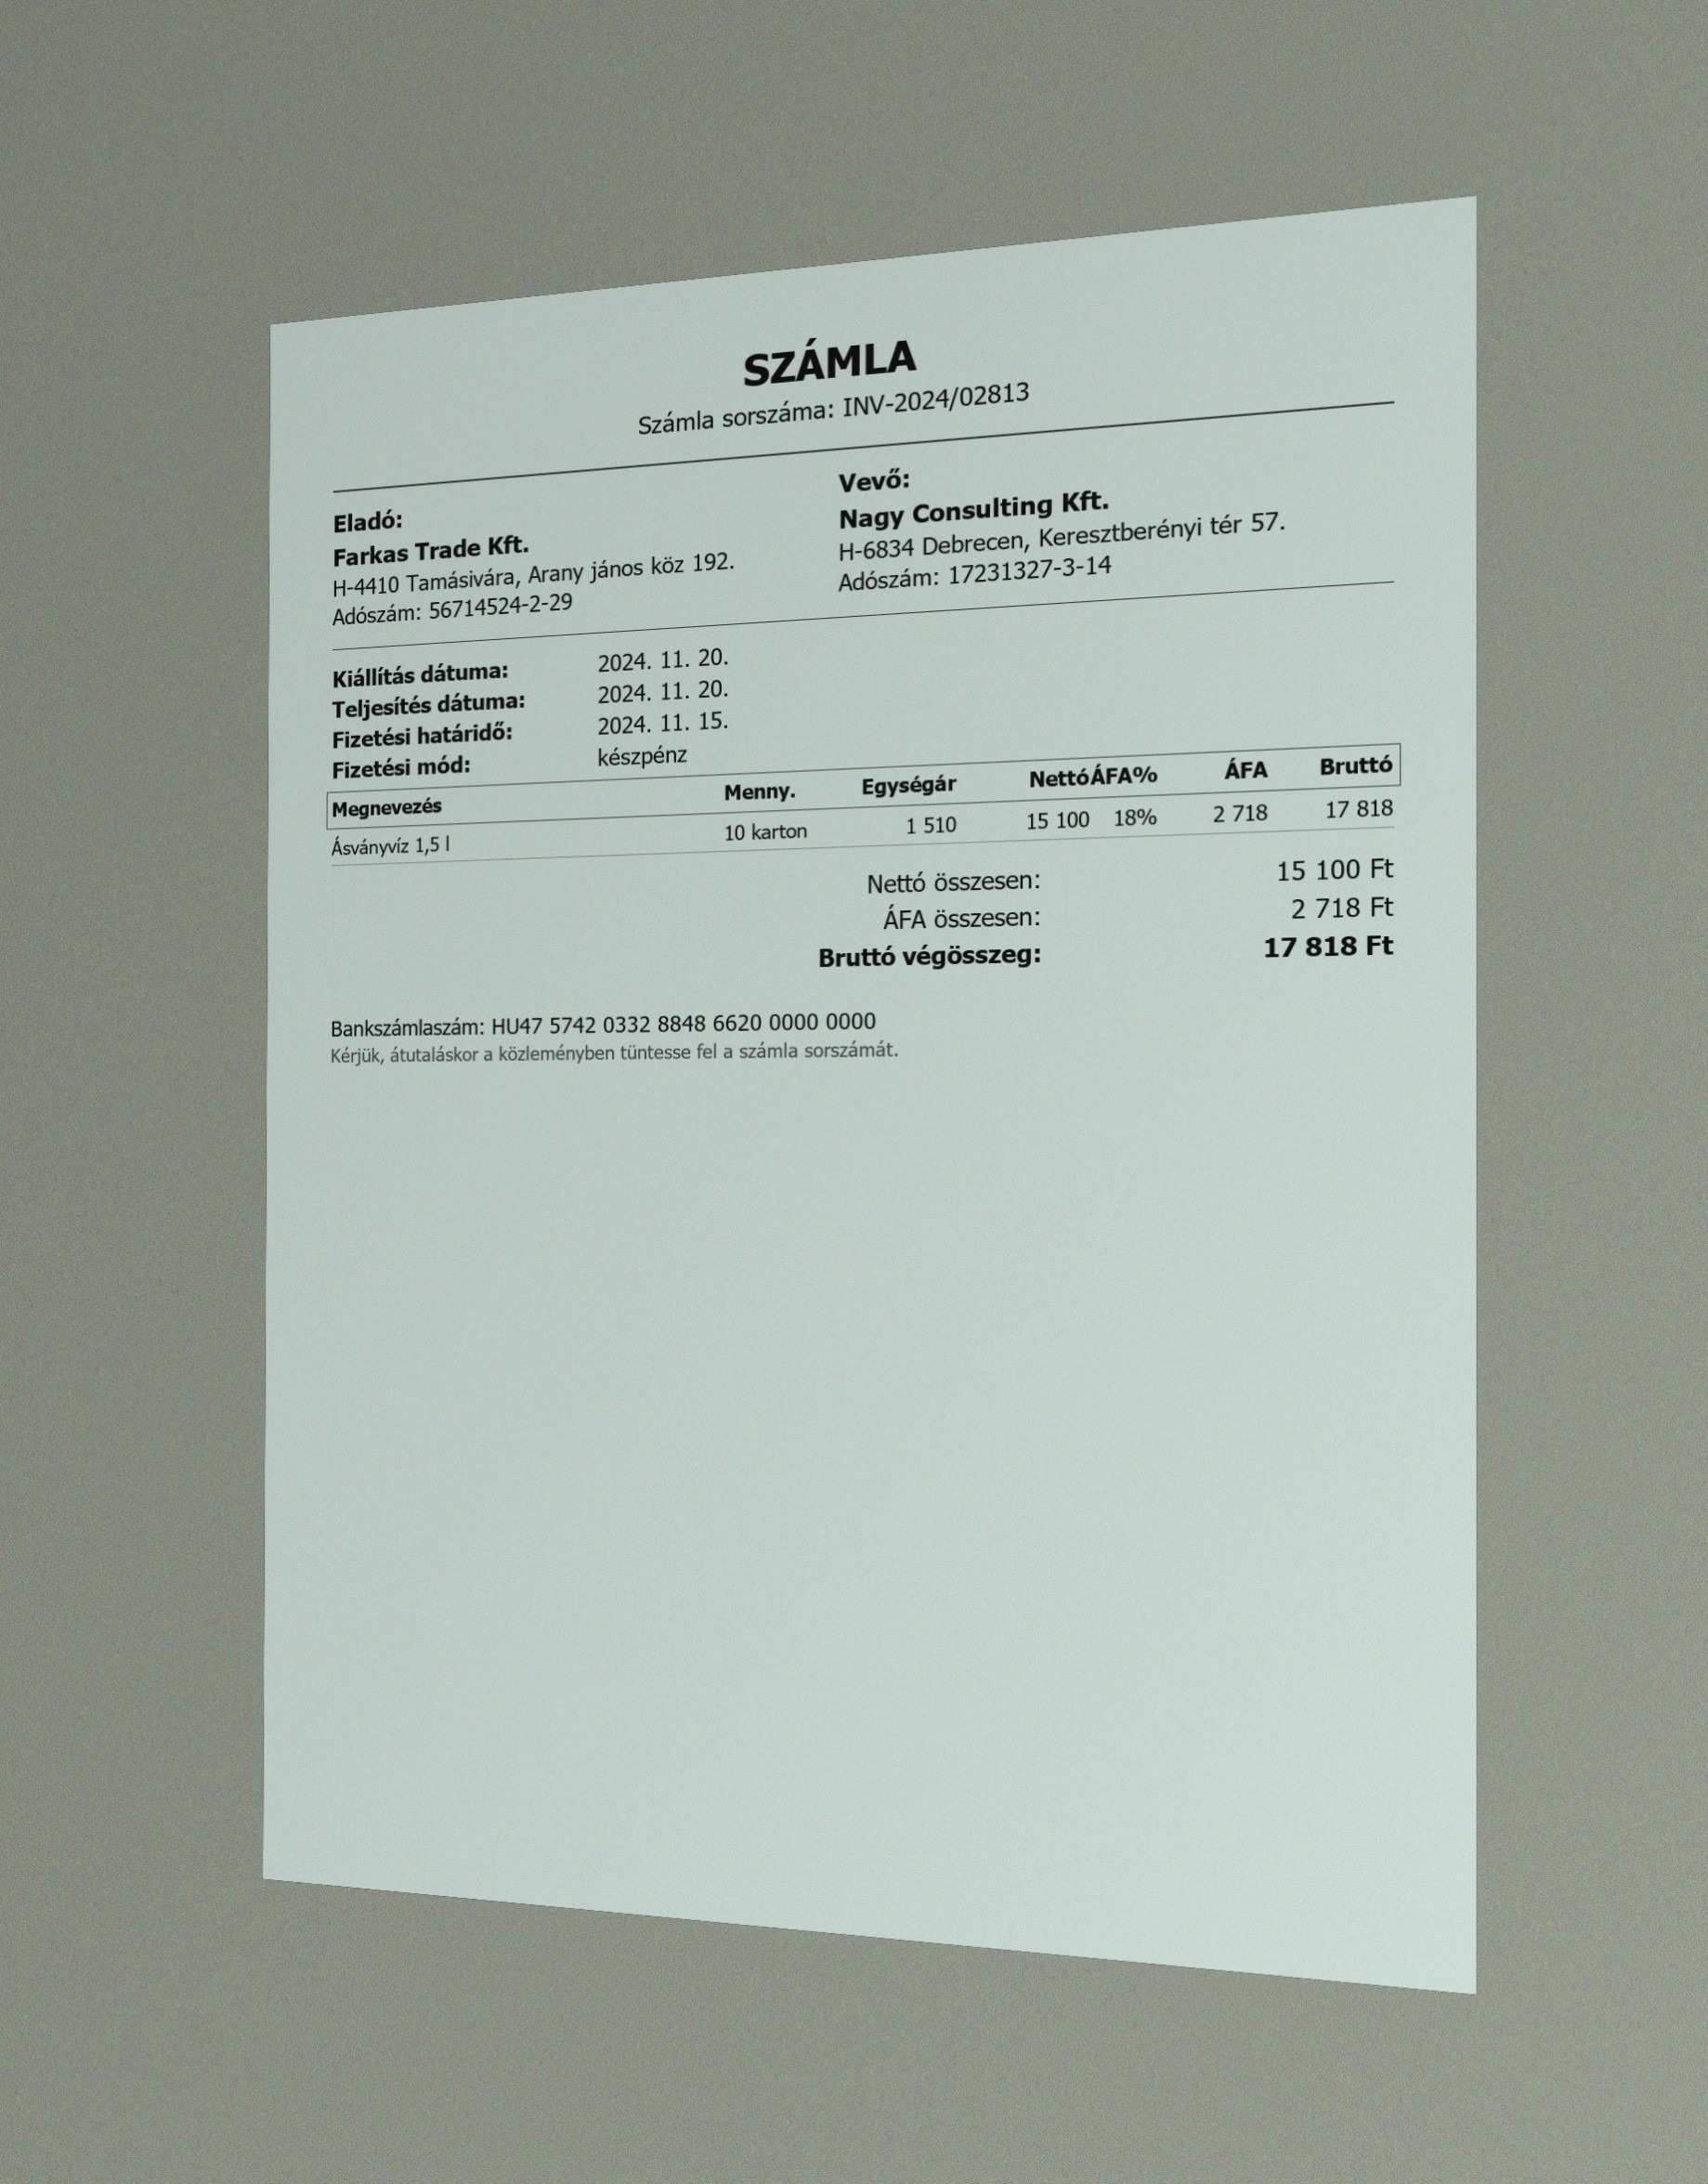 SZÁMLA
Számla sorszáma: INV-2024/02813
Eladó:
Farkas Trade Kft.
H-4410 Tamásivára, Arany jános köz 192.
Adószám: 56714524-2-29
Vevő:
Nagy Consulting Kft.
H-6834 Debrecen, Keresztberényi tér 57.
Adószám: 17231327-3-14
Kiállítás dátuma: 2024. 11. 20.
Teljesítés dátuma: 2024. 11. 20.
Fizetési határidő: 2024. 11. 15.
Fizetési mód: készpénz
Megnevezés Menny. Egységár Nettó ÁFA% ÁFA Bruttó
Ásványvíz 1,5 l 10 karton 1 510 15 100 18% 2 718 17 818
Nettó összesen: 15 100 Ft
ÁFA összesen: 2 718 Ft
Bruttó végösszeg: 17 818 Ft
Bankszámlaszám: HU47 5742 0332 8848 6620 0000 0000
Kérjük, átutaláskor a közleményben tüntesse fel a számla sorszámát.